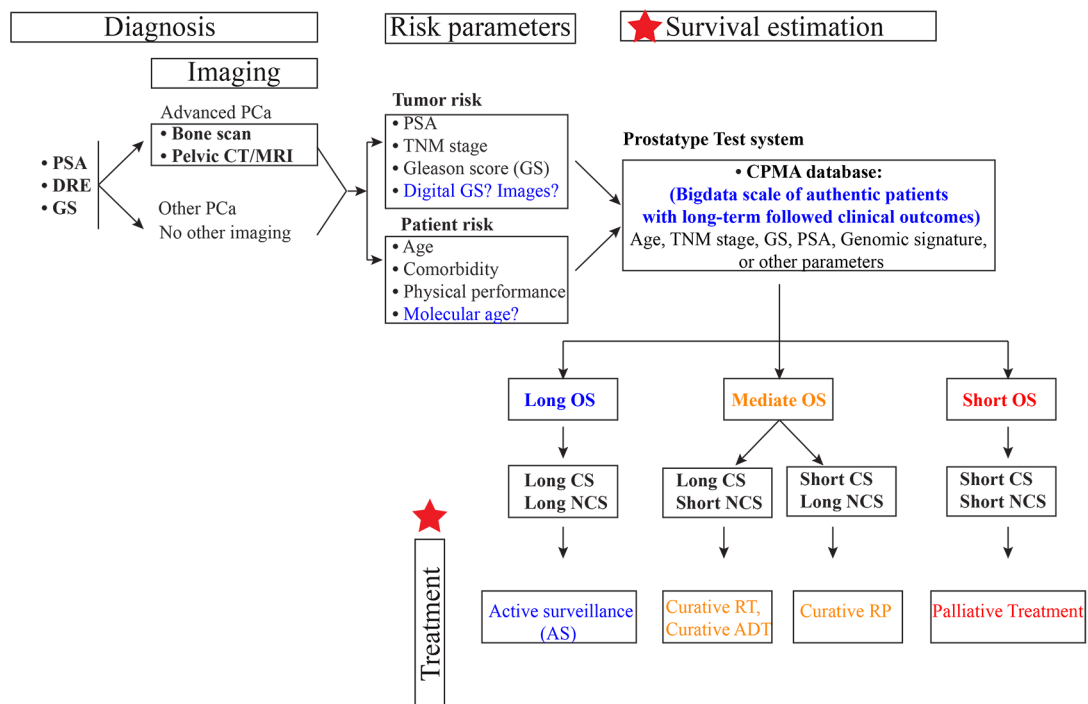 Diagnosis
Risk parameters
Survival estimation
Imaging
Advanced PCa
• Bone scan
• Pelvic CT/MRI
• PSA
• DRE
• GS
Other PCa
No other imaging
Tumor risk
• PSA
• TNM stage
• Gleason score (GS)
• Digital GS? Images?
Patient risk
• Age
• Comorbidity
• Physical performance
• Molecular age?
Prostatype Test system
• CPMA database:
(Bigdata scale of authentic patients
with long-term followed clinical outcomes)
Age, TNM stage, GS, PSA, Genomic signature,
or other parameters
Long OS
Mediate OS
Short OS
Long CS
Long NCS
Long CS
Short NCS
Short CS
Long NCS
Short CS
Short NCS
Treatment
Active surveillance
(AS)
Curative RT,
Curative ADT
Curative RP
Palliative Treatment